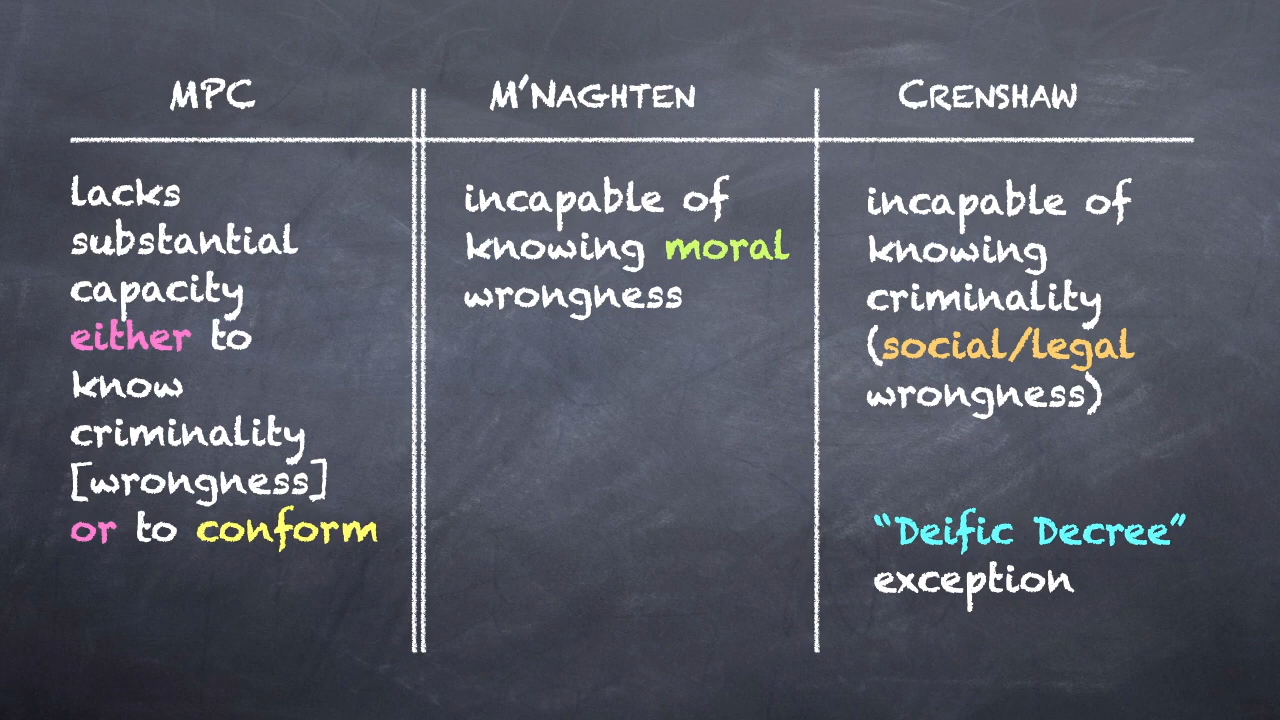 MPC
M'NAGHTEN
CRENSHAW
lacks
substantial
capacity
either to
know
criminality
[wrongness]
or to conform
incapable of
knowing moral
wrongness
incapable of
knowing
criminality
(social/legal
wrongness)
“Deific Decree”
exception